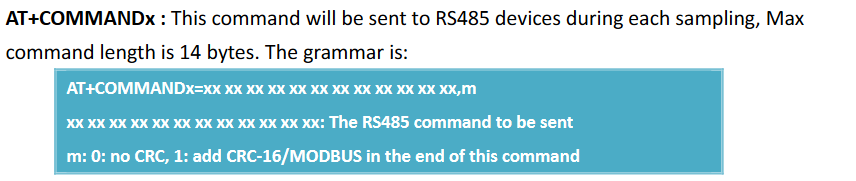 AT+COMMANDx : This command will be sent to RS485 devices during each sampling, Max
command length is 14 bytes. The grammar is:
AT+COMMANDx=xx xx xx xx xx xx xx xx xx xx xx xx,m
xx xx xx xx xx xx xx xx xx xx xx xx: The RS485 command to be sent
m: 0: no CRC, 1: add CRC-16/MODBUS in the end of this command